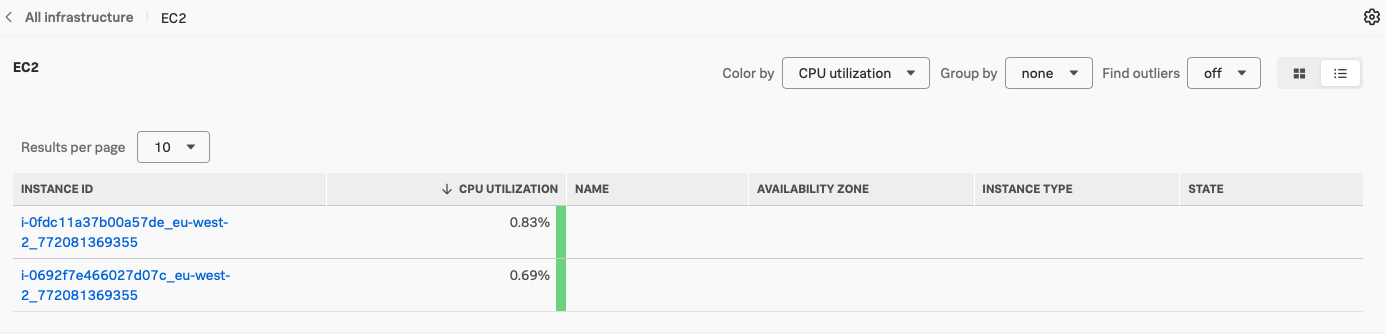 All infrastructure EC2
EC2
Color by CPU utilization Group by none Find outliers off
Results per page 10
INSTANCE ID CPU UTILIZATION NAME AVAILABILITY ZONE INSTANCE TYPE STATE
i-0fdc11a37b00a57de_eu-west-
2_772081369355
0.83%
i-0692f7e466027d07c_eu-west-
2_772081369355
0.69%